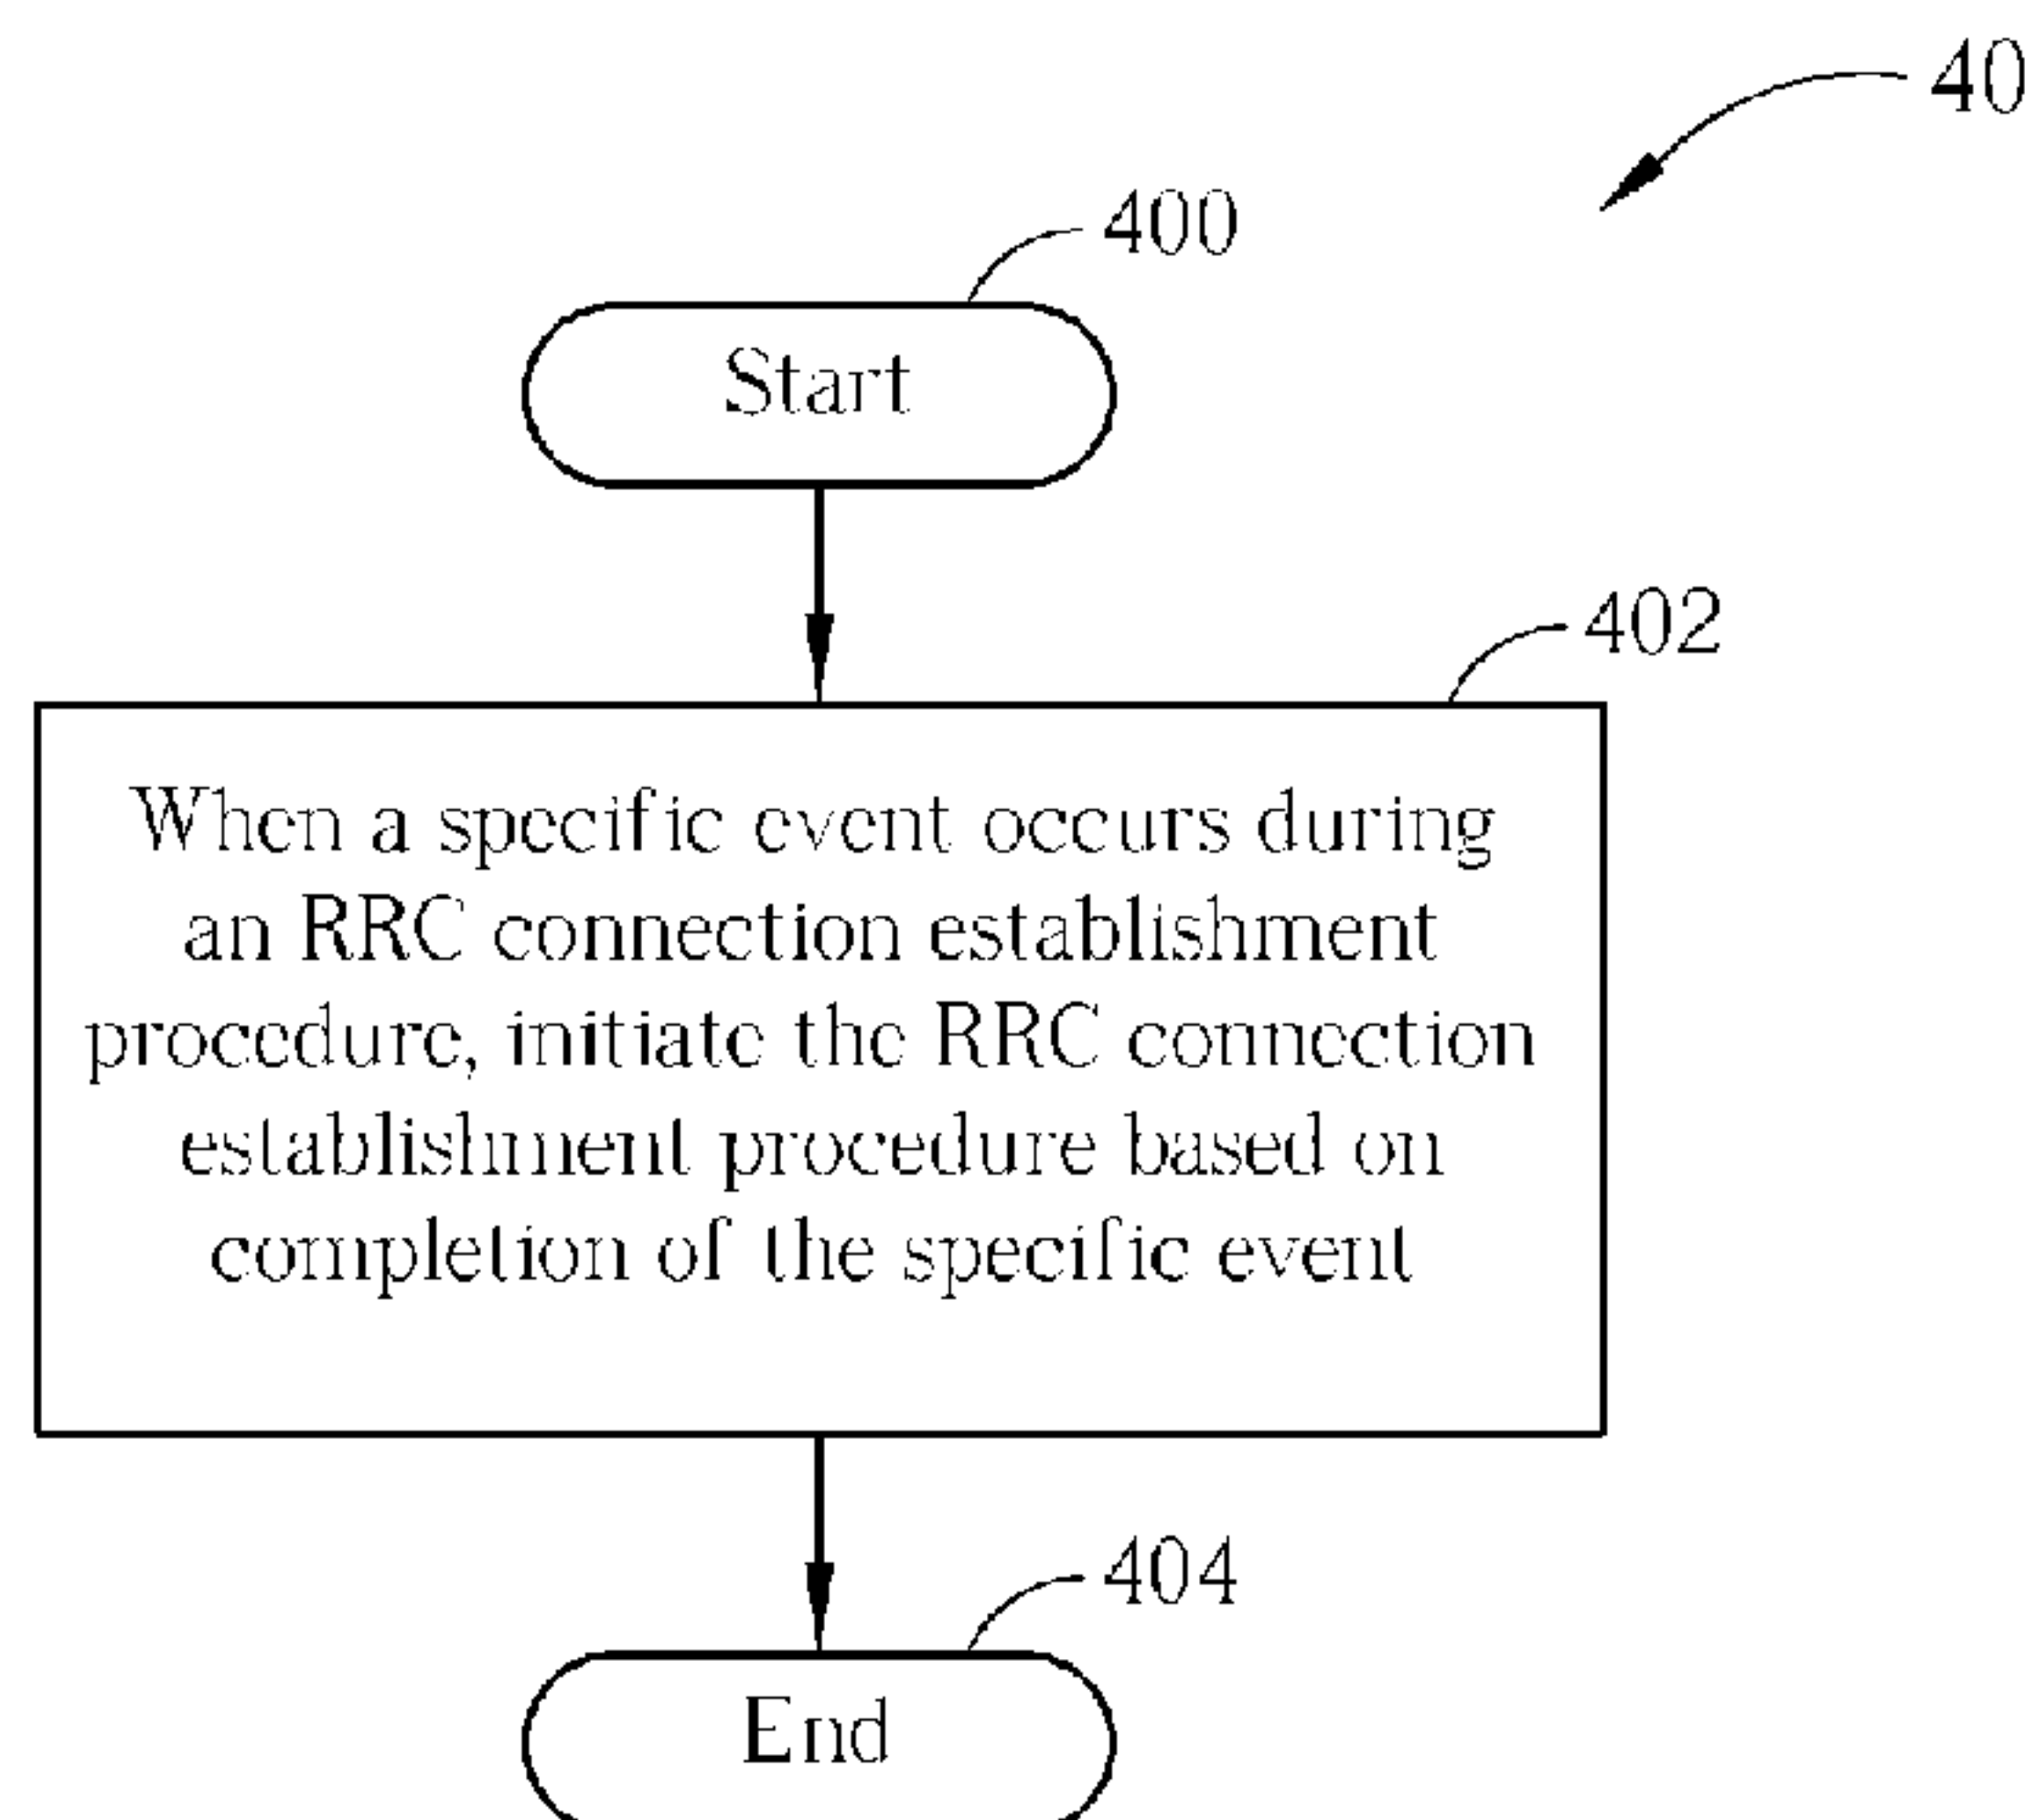 40
400
Start
402
When a specific event occurs during
an RRC connection establishment
procedure, initiate the RRC connection
establishment procedure based on
completion of the specific event
404
End